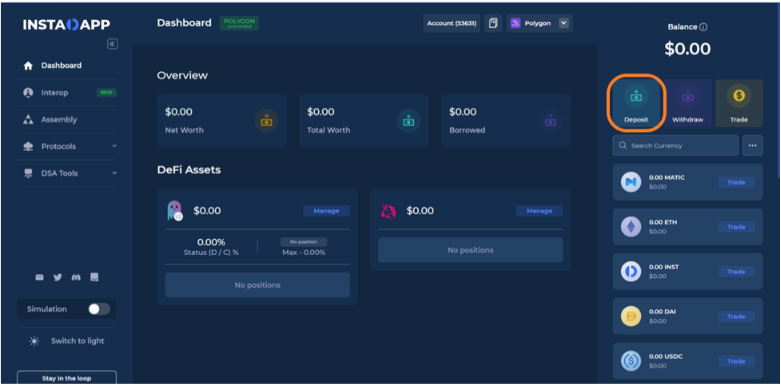 INSTADAPP
Dashboard
Interop NEW
Assembly
Protocols
DSA Tools
Simulation
Switch to light
Stay in the loop
Dashboard POLYGON
Account (53631) Polygon
Overview
$0.00
Net Worth
$0.00
Total Worth
$0.00
Borrowed
DeFi Assets
$0.00 Manage
0.00%
Status (D / C) %
No position
Max - 0.00%
No positions
$0.00 Manage
No positions
Balance
$0.00
Deposit Withdraw Trade
Search Currency
0.00 MATIC
$0.00
Trade
0.00 ETH
$0.00
Trade
0.00 INST
$0.00
Trade
0.00 DAI
$0.00
Trade
0.00 USDC
$0.00
Trade